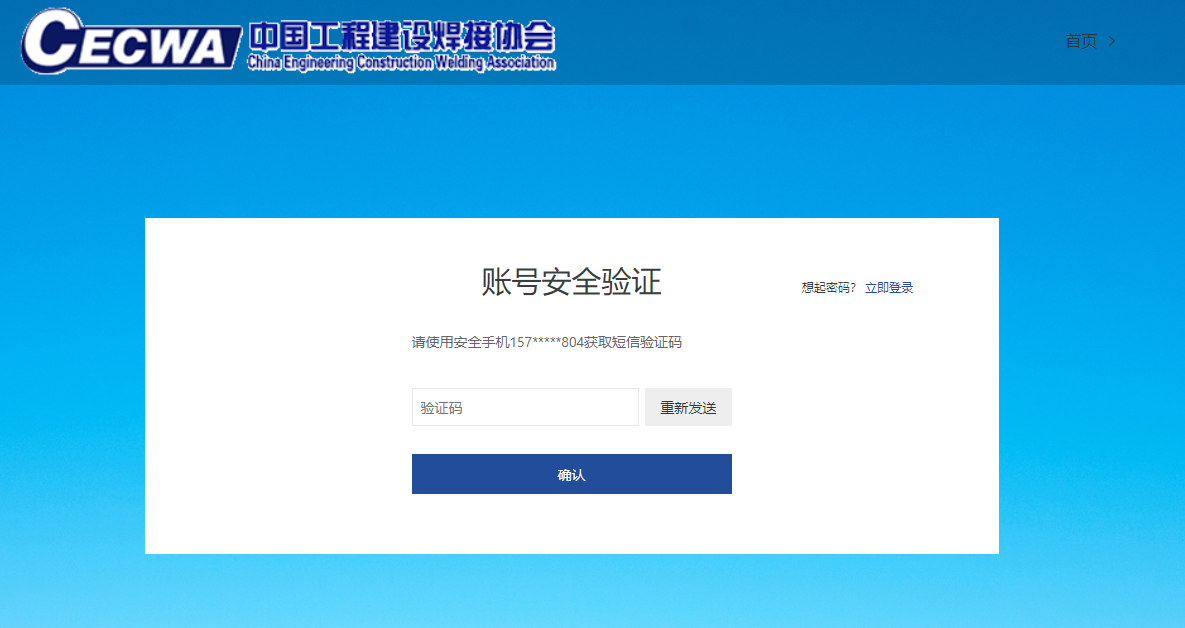 CECWA 中国工程建设焊接协会
China Engineering Construction Welding Association
首页 >
账号安全验证
想起密码? 立即登录
请使用安全手机157*****804获取短信验证码
验证码
重新发送
确认